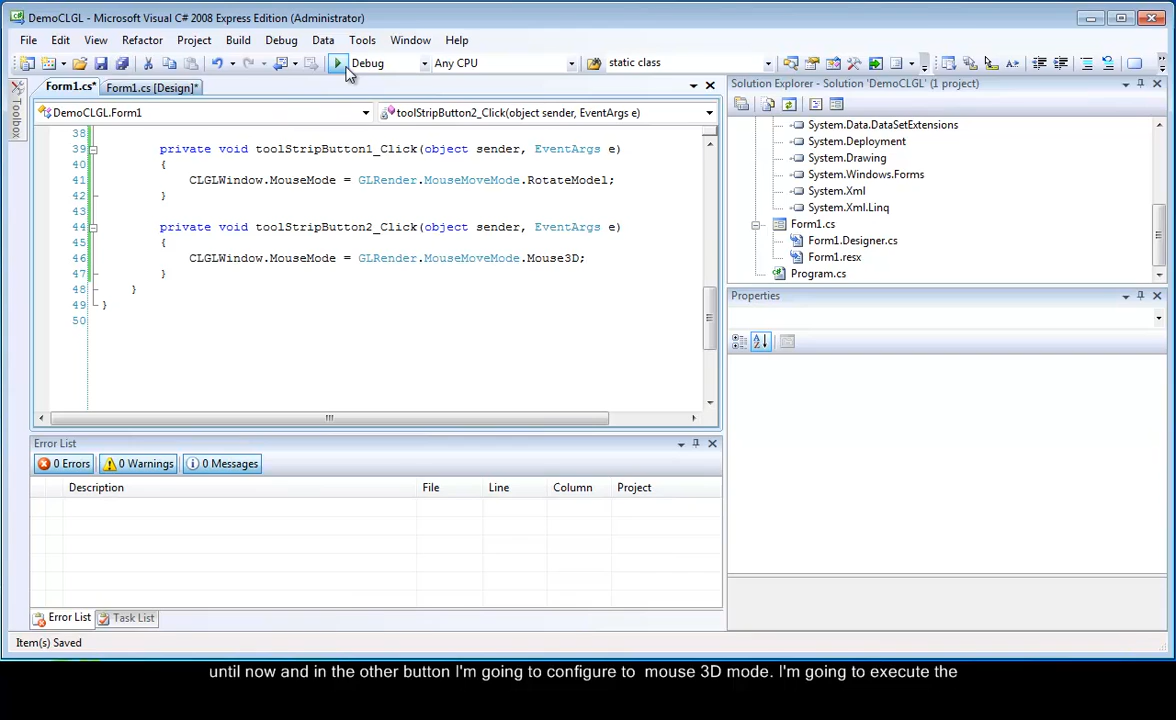 DemoCLGL - Microsoft Visual C# 2008 Express Edition (Administrator)
File Edit View Refactor Project Build Debug Data Tools Window Help
Debug Any CPU static class
Form1.cs* Form1.cs [Design]*
Toolbox
DemoCLGL.Form1 toolStripButton2_Click(object sender, EventArgs e)
38
39 private void toolStripButton1_Click(object sender, EventArgs e)
40 {
41 CLGLWindow.MouseMode = GLRender.MouseMoveMode.RotateModel;
42 }
43
44 private void toolStripButton2_Click(object sender, EventArgs e)
45 {
46 CLGLWindow.MouseMode = GLRender.MouseMoveMode.Mouse3D;
47 }
48 }
49 }
50
Solution Explorer - Solution 'DemoCLGL' (1 project)
System.Data.DataSetExtensions
System.Deployment
System.Drawing
System.Windows.Forms
System.Xml
System.Xml.Linq
Form1.cs
Form1.Designer.cs
Form1.resx
Program.cs
Properties
Error List
0 Errors 0 Warnings 0 Messages
Description File Line Column Project
Error List Task List
Item(s) Saved
until now and in the other button I'm going to configure to mouse 3D mode. I'm going to execute the